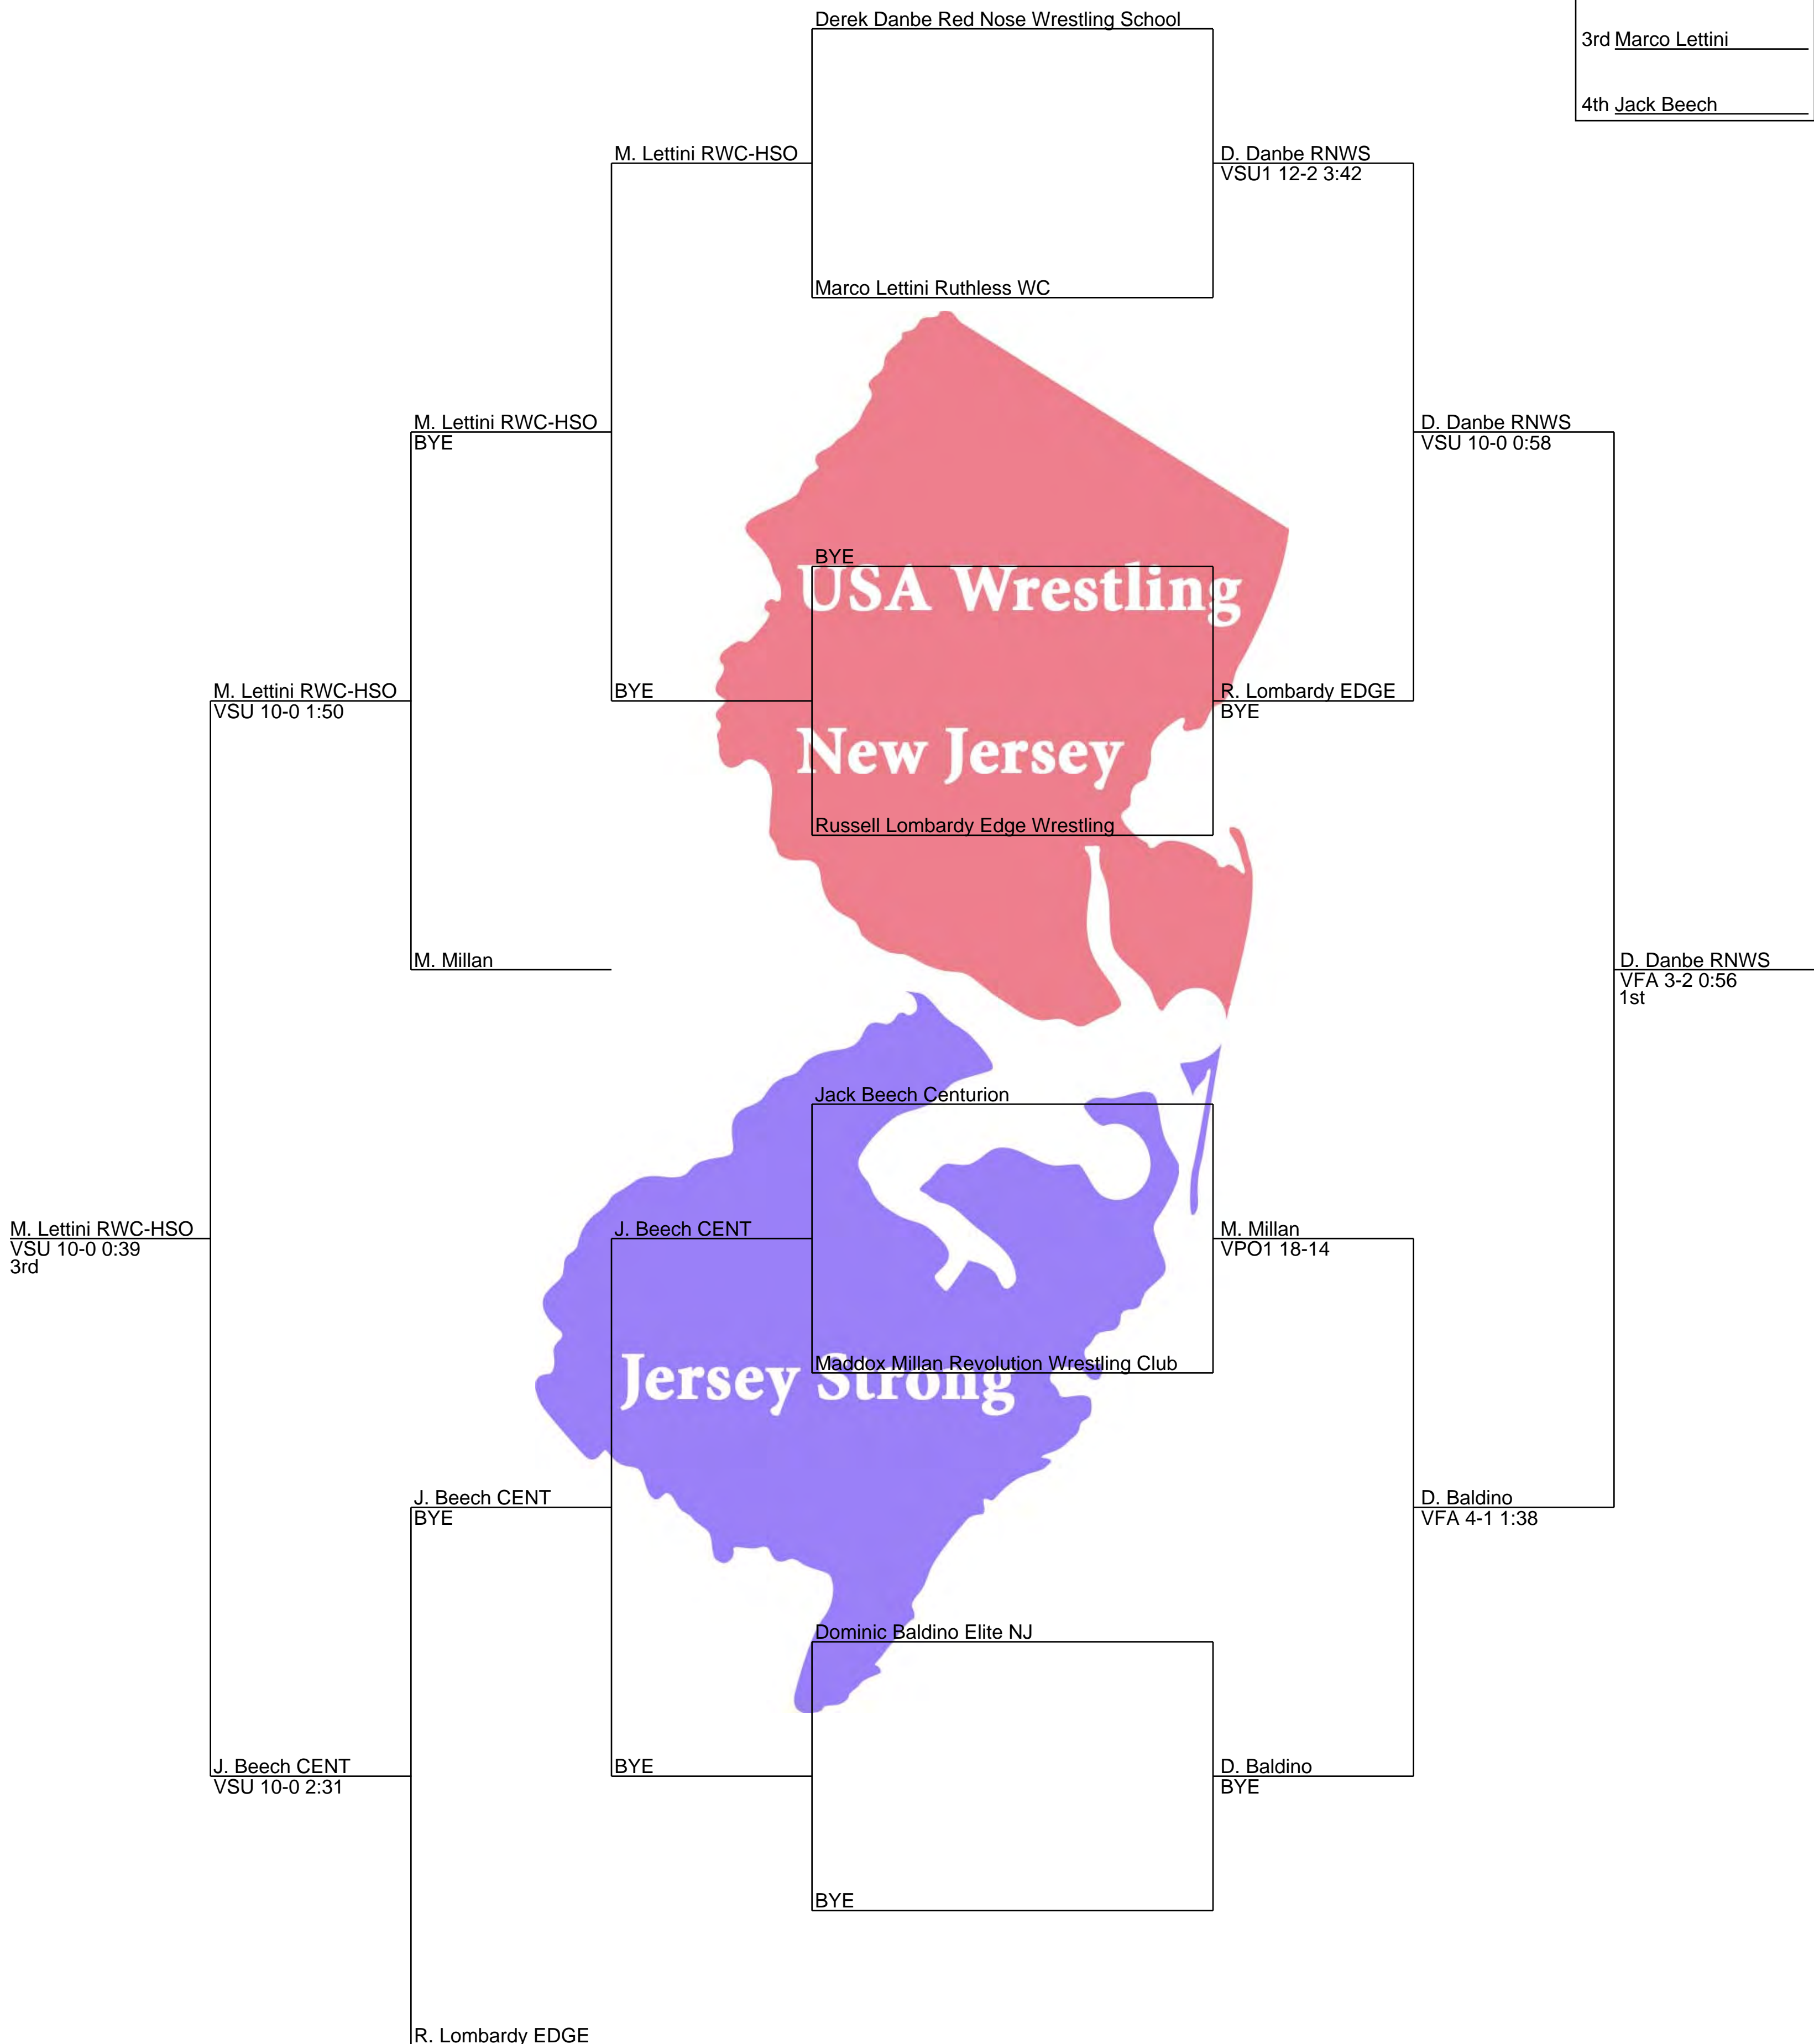 Derek Danbe Red Nose Wrestling School
3rd Marco Lettini
4th Jack Beech
M. Lettini RWC-HSO
D. Danbe RNWS
VSU1 12-2 3:42
Marco Lettini Ruthless WC
M. Lettini RWC-HSO
BYE
D. Danbe RNWS
VSU 10-0 0:58
BYE
USA Wrestling
M. Lettini RWC-HSO
VSU 10-0 1:50
BYE
R. Lombardy EDGE
BYE
New Jersey
Russell Lombardy Edge Wrestling
M. Millan
D. Danbe RNWS
VFA 3-2 0:56
1st
Jack Beech Centurion
M. Lettini RWC-HSO
VSU 10-0 0:39
3rd
J. Beech CENT
M. Millan
VPO1 18-14
Maddox Millan Revolution Wrestling Club
Jersey Strong
J. Beech CENT
BYE
D. Baldino
VFA 4-1 1:38
Dominic Baldino Elite NJ
J. Beech CENT
VSU 10-0 2:31
BYE
D. Baldino
BYE
BYE
R. Lombardy EDGE